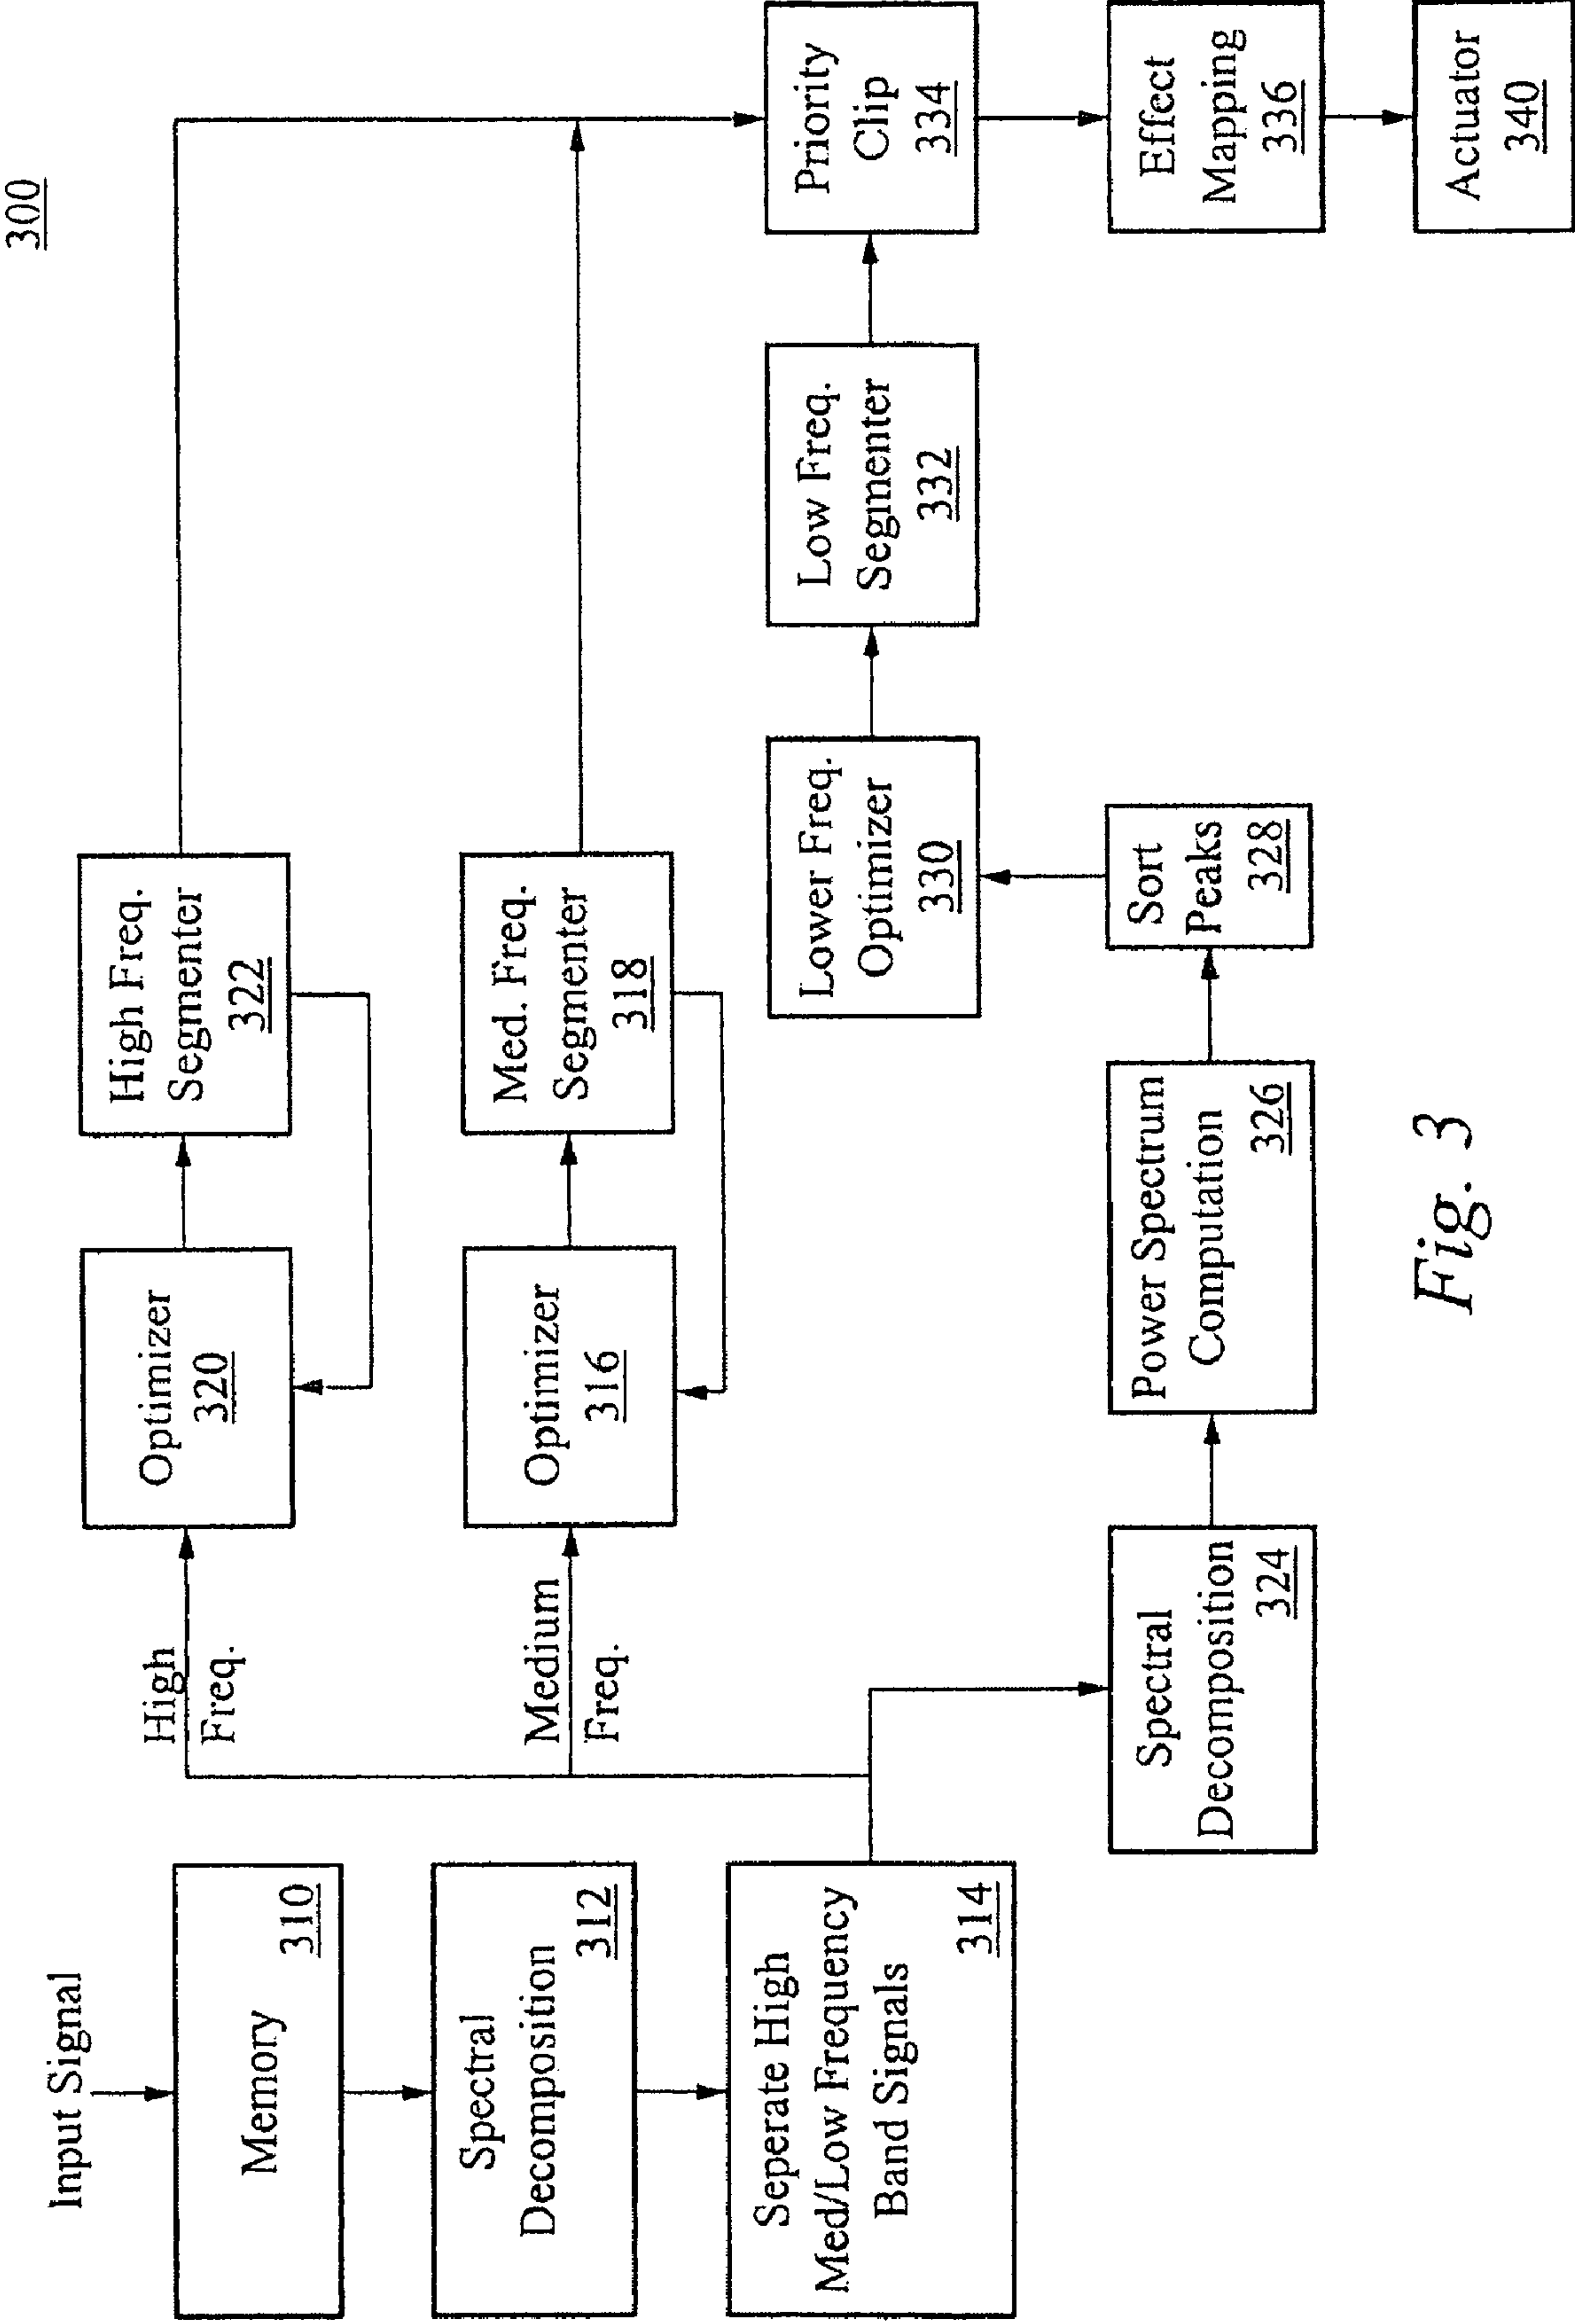 300
Input Signal
Memory
310
Spectral
Decomposition
312
Seperate High
Med/Low Frequency
Band Signals
314
High
Freq.
Optimizer
320
High Freq.
Segmenter
322
Medium
Freq.
Optimizer
316
Med. Freq.
Segmenter
318
Spectral
Decomposition
324
Power Spectrum
Computation
326
Sort
Peaks
328
Lower Freq.
Optimizer
330
Low Freq.
Segmenter
332
Priority
Clip
334
Effect
Mapping
336
Actuator
340
Fig. 3